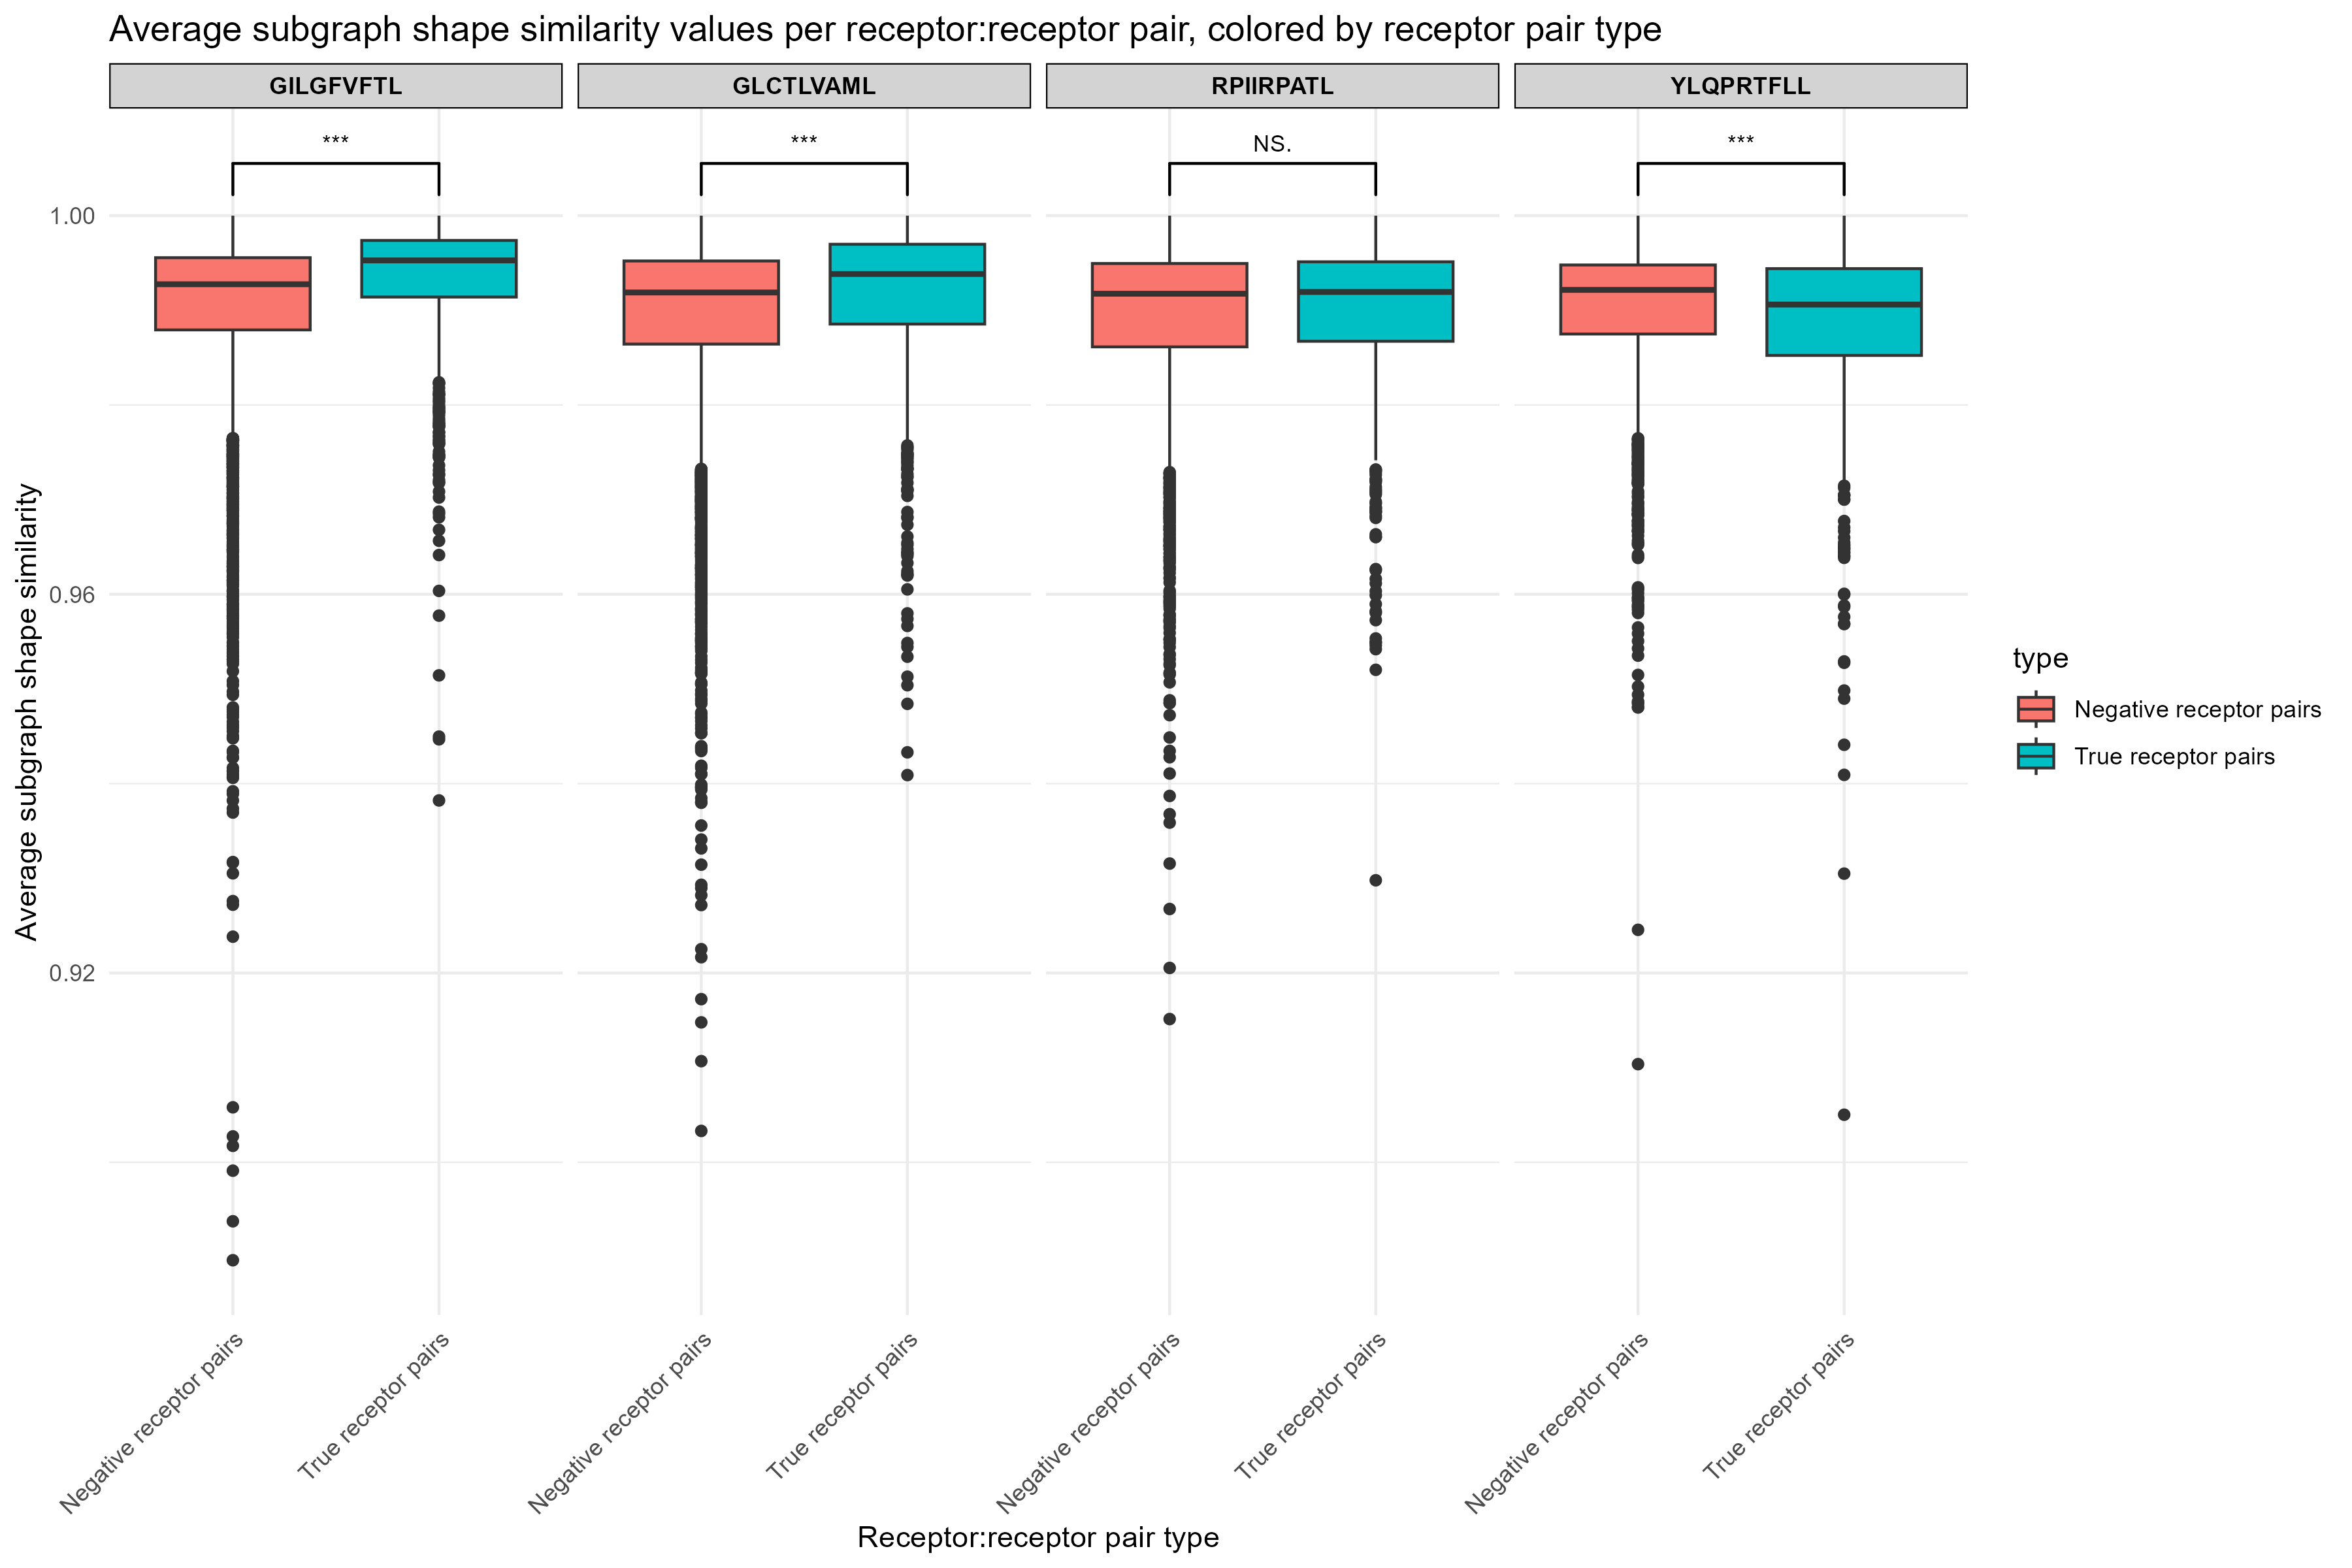 Average subgraph shape similarity values per receptor:receptor pair, colored by receptor pair type
GILGFVFTL
GLCTLVAML
RPIIRPATL
YLQPRTFLL
***
***
NS.
***
1.00
0.96
0.92
Average subgraph shape similarity
Negative receptor pairs
True receptor pairs
Negative receptor pairs
True receptor pairs
Negative receptor pairs
True receptor pairs
Negative receptor pairs
True receptor pairs
Receptor:receptor pair type
type
Negative receptor pairs
True receptor pairs